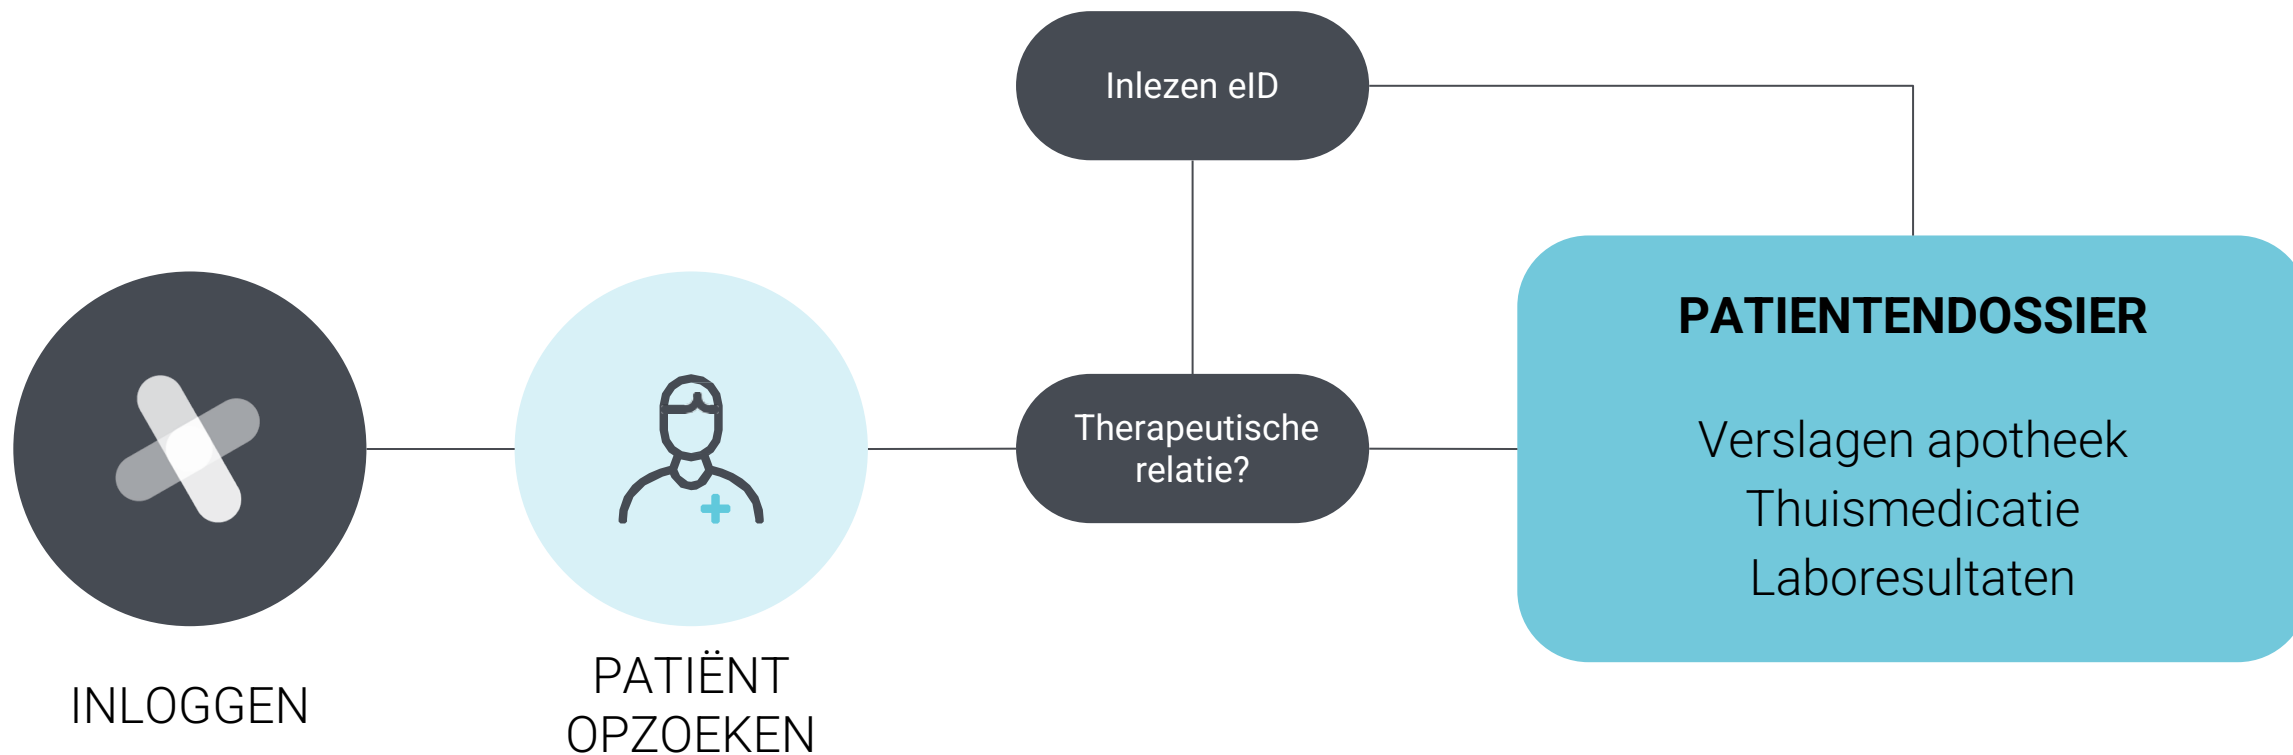 Inlezen eID
Therapeutische
relatie?
PATIENTENDOSSIER
Verslagen apotheek
Thuismedicatie
Laboresultaten
INLOGGEN
PATIËNT
OPZOEKEN